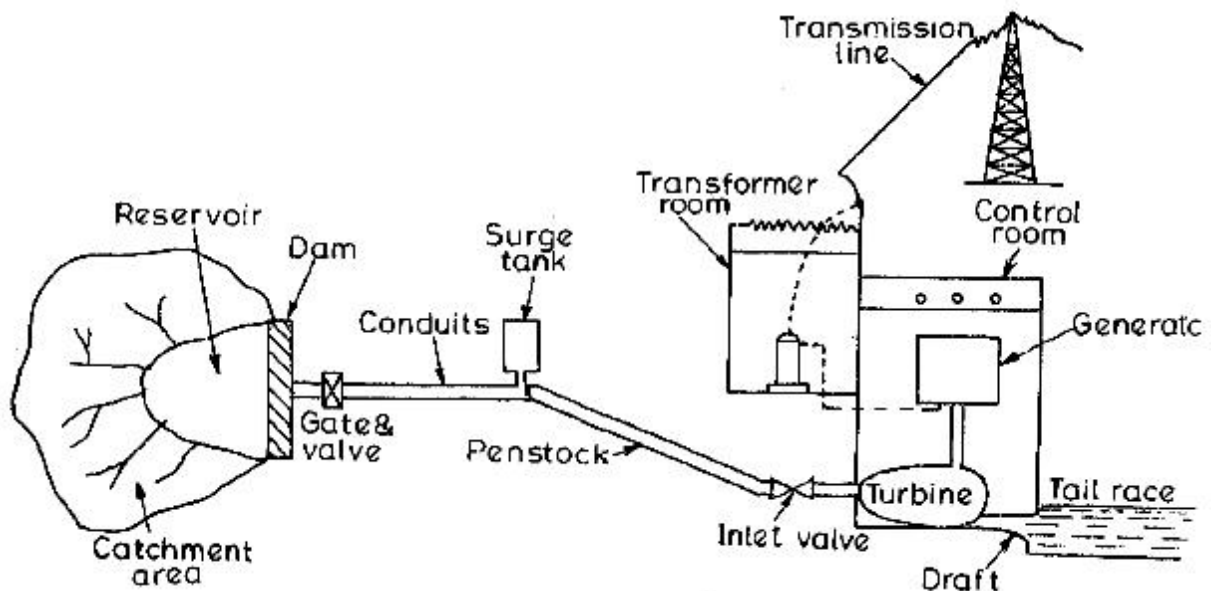 Transmission
line
Transformer
room
Control
room
Reservoir
Dam
Surge
tank
Conduits
Generatc
Gate&
valve
Penstock
Turbine
Tail race
Inlet valve
Catchment
area
Draft